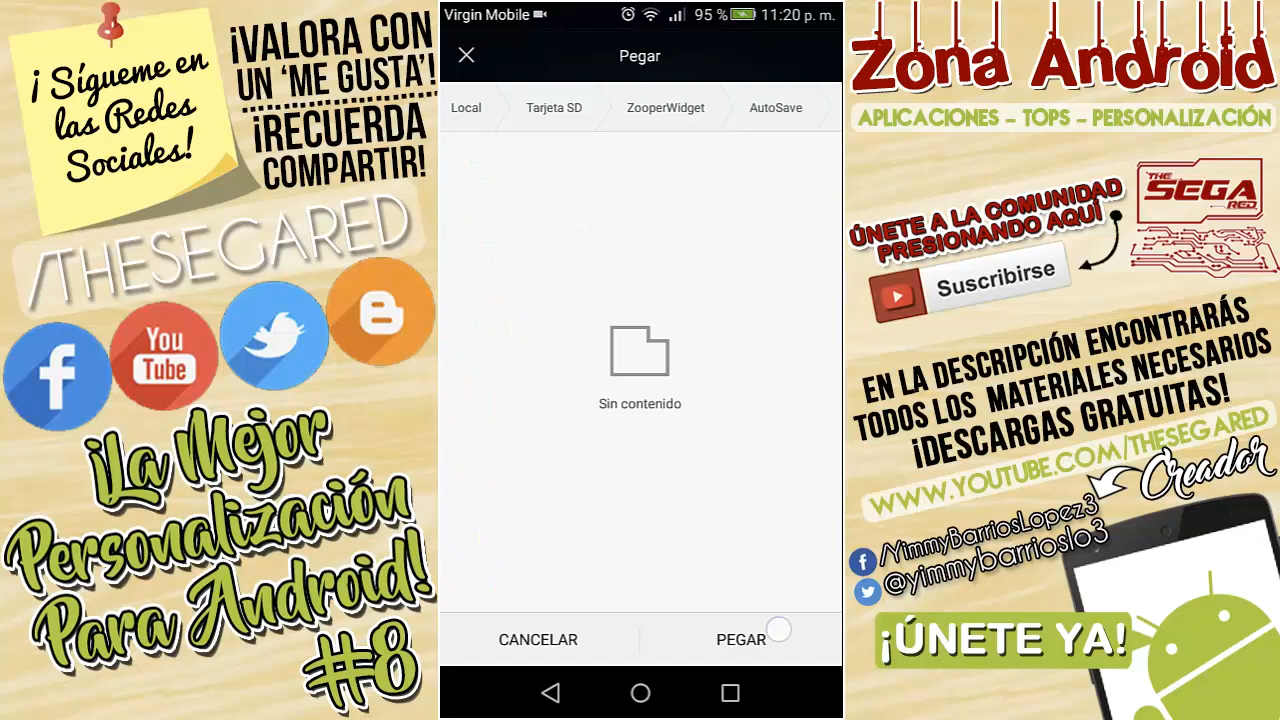 ¡ Sígueme en
las Redes
Sociales!
¡VALORA CON
UN 'ME GUSTA'!
¡RECUERDA
COMPARTIR!
/THESEGARED
You
Tube
¡La Mejor
Personalización
Para Android!
#8
Virgin Mobile
95 %
11:20 p. m.
Pegar
Local
Tarjeta SD
ZooperWidget
AutoSave
Sin contenido
CANCELAR
PEGAR
Zona Android
APLICACIONES - TOPS - PERSONALIZACIÓN
THE
SEGA
RED
ÚNETE A LA COMUNIDAD
PRESIONANDO AQUÍ
Suscribirse
EN LA DESCRIPCIÓN ENCONTRARÁS
TODOS LOS MATERIALES NECESARIOS
¡DESCARGAS GRATUITAS!
WWW.YOUTUBE.COM/THESEGARED
Creador
/YimmyBarriosLopez3
@yimmybarrioslo3
¡ÚNETE YA!